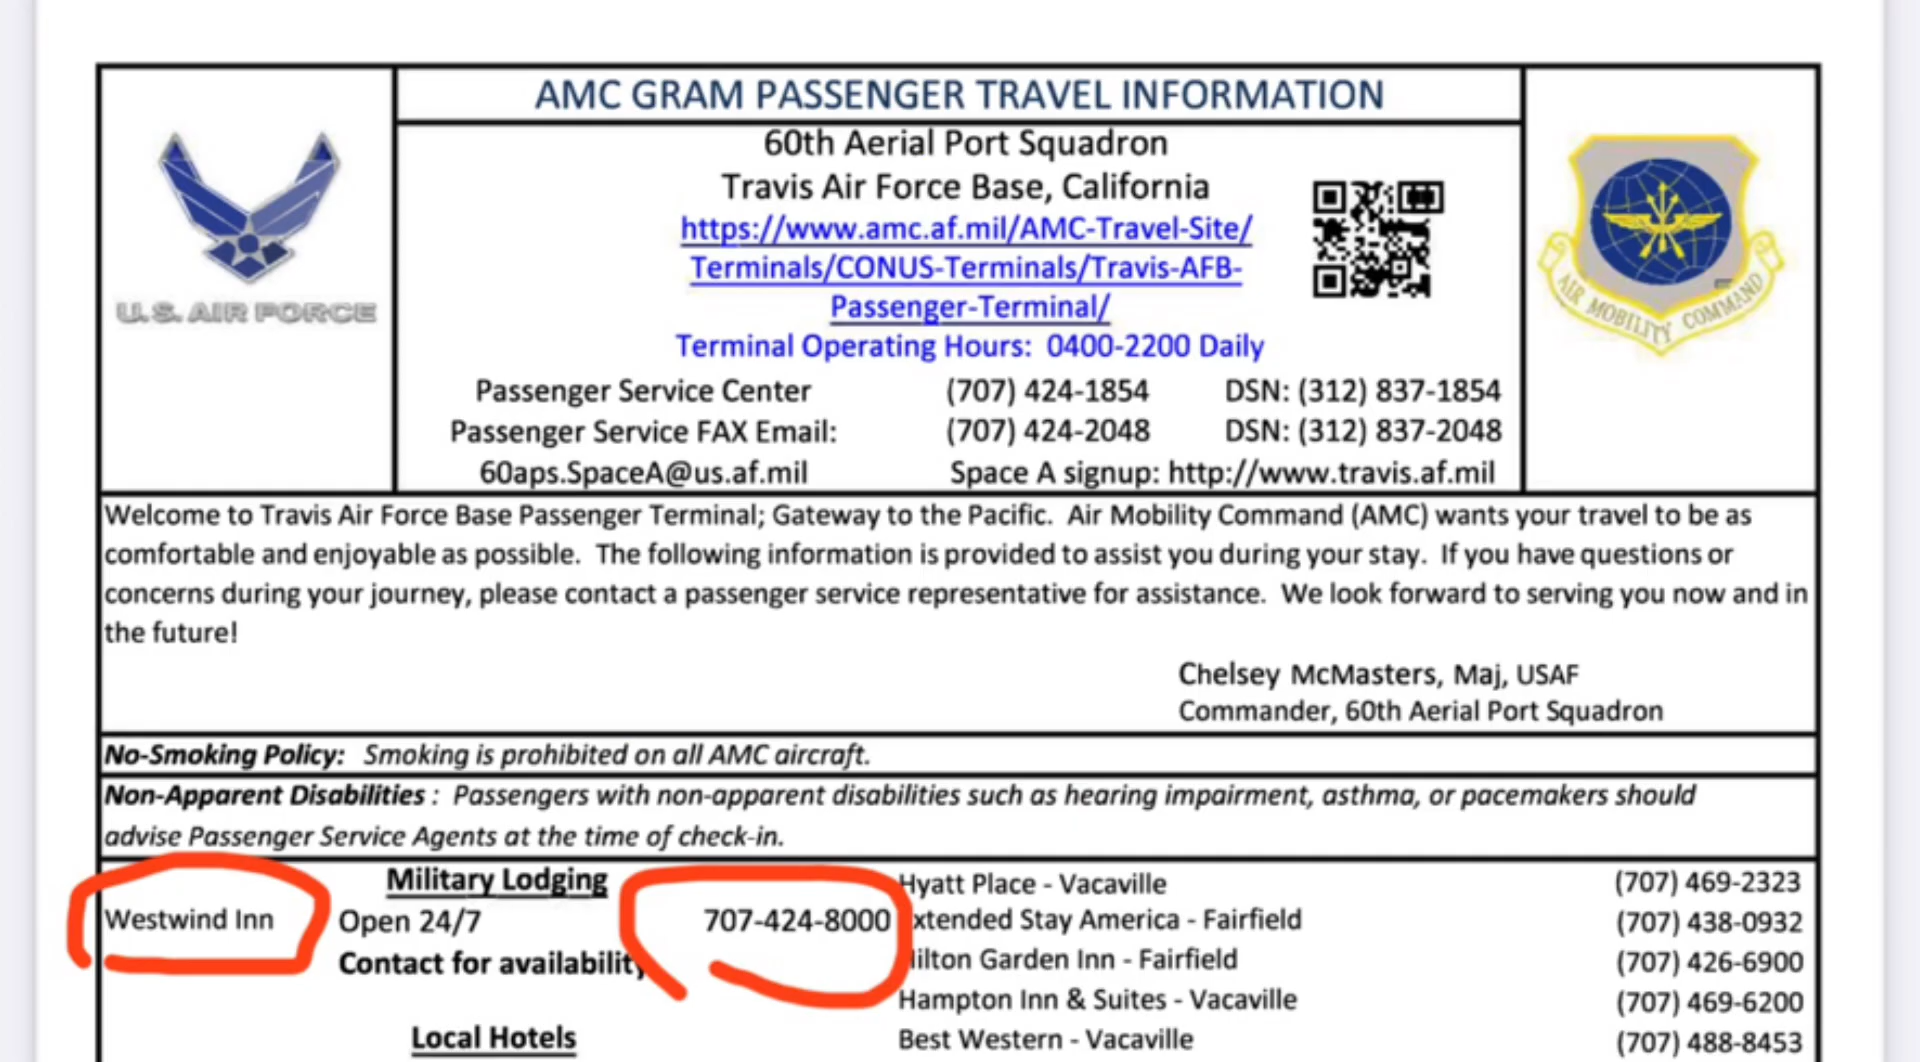 AMC GRAM PASSENGER TRAVEL INFORMATION
60th Aerial Port Squadron
Travis Air Force Base, California
https://www.amc.af.mil/AMC-Travel-Site/
Terminals/CONUS-Terminals/Travis-AFB-
Passenger-Terminal/
Terminal Operating Hours: 0400-2200 Daily
Passenger Service Center (707) 424-1854 DSN: (312) 837-1854
Passenger Service FAX Email: (707) 424-2048 DSN: (312) 837-2048
60aps.SpaceA@us.af.mil Space A signup: http://www.travis.af.mil
U.S. AIR FORCE
AIR MOBILITY COMMAND
Welcome to Travis Air Force Base Passenger Terminal; Gateway to the Pacific. Air Mobility Command (AMC) wants your travel to be as
comfortable and enjoyable as possible. The following information is provided to assist you during your stay. If you have questions or
concerns during your journey, please contact a passenger service representative for assistance. We look forward to serving you now and in
the future!
Chelsey McMasters, Maj, USAF
Commander, 60th Aerial Port Squadron
No-Smoking Policy: Smoking is prohibited on all AMC aircraft.
Non-Apparent Disabilities : Passengers with non-apparent disabilities such as hearing impairment, asthma, or pacemakers should
advise Passenger Service Agents at the time of check-in.
Military Lodging
Westwind Inn Open 24/7 707-424-8000
Contact for availability
Local Hotels
Hyatt Place - Vacaville (707) 469-2323
Extended Stay America - Fairfield (707) 438-0932
Hilton Garden Inn - Fairfield (707) 426-6900
Hampton Inn & Suites - Vacaville (707) 469-6200
Best Western - Vacaville (707) 488-8453